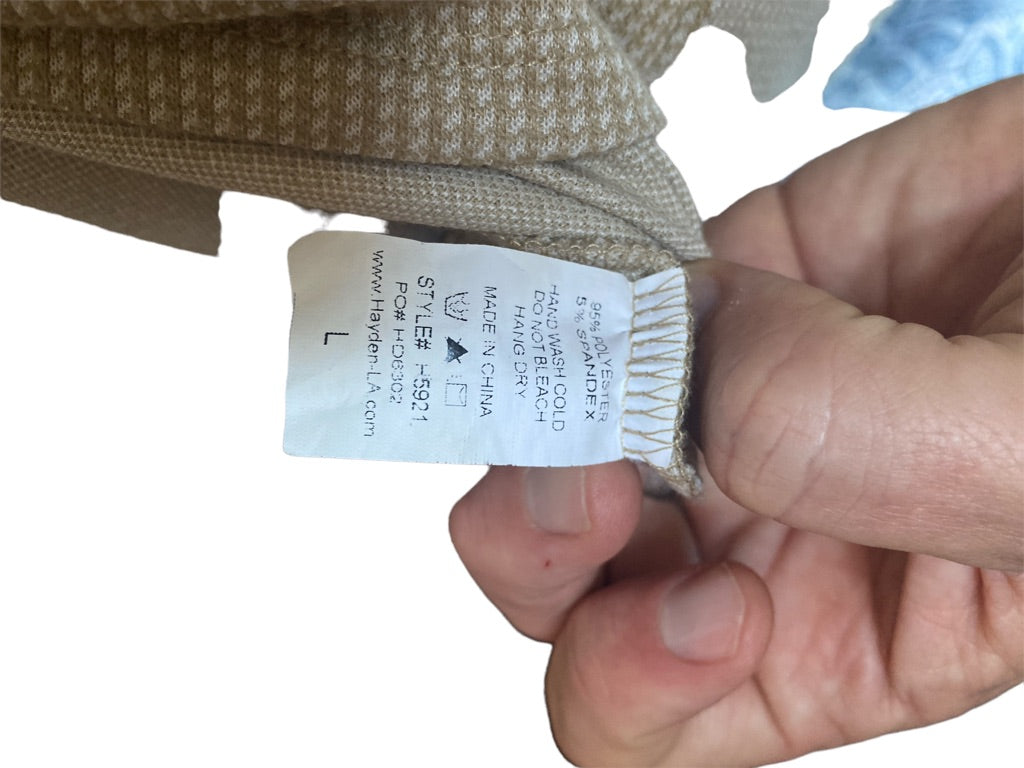 95% POLYESTER
5% SPANDEX
HAND WASH COLD
DO NOT BLEACH
HANG DRY
MADE IN CHINA
STYLE# H5921
PO# HD6302
www.Hayden-LA.com
L